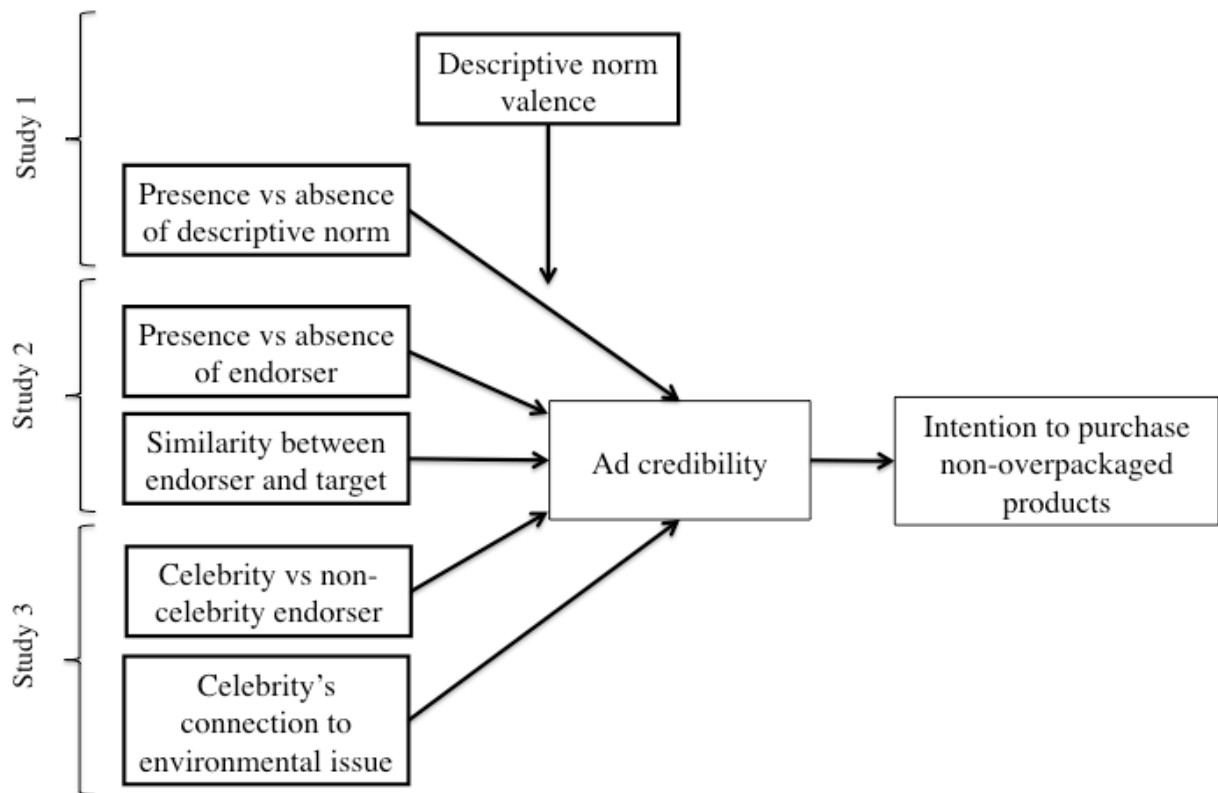 Study 1
Descriptive norm
valence
Presence vs absence
of descriptive norm
Study 2
Presence vs absence
of endorser
Similarity between
endorser and target
Ad credibility
Intention to purchase
non-overpackaged
products
Study 3
Celebrity vs non-
celebrity endorser
Celebrity’s
connection to
environmental issue